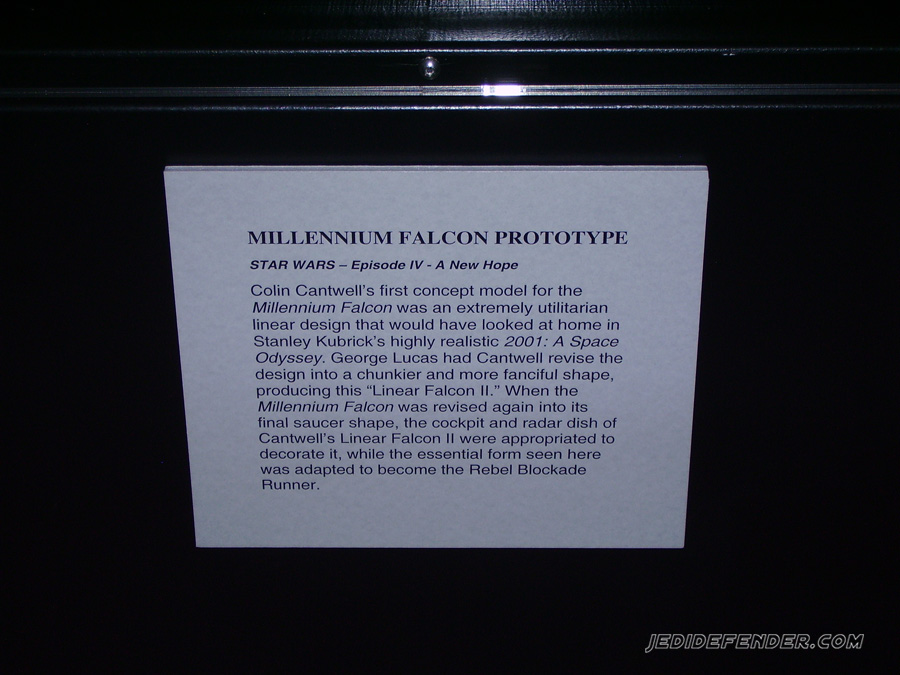 MILLENNIUM FALCON PROTOTYPE
STAR WARS – Episode IV - A New Hope
Colin Cantwell's first concept model for the
Millennium Falcon was an extremely utilitarian
linear design that would have looked at home in
Stanley Kubrick's highly realistic 2001: A Space
Odyssey. George Lucas had Cantwell revise the
design into a chunkier and more fanciful shape,
producing this “Linear Falcon II.” When the
Millennium Falcon was revised again into its
final saucer shape, the cockpit and radar dish of
Cantwell's Linear Falcon II were appropriated to
decorate it, while the essential form seen here
was adapted to become the Rebel Blockade
Runner.
JEDIDEFENDER.COM